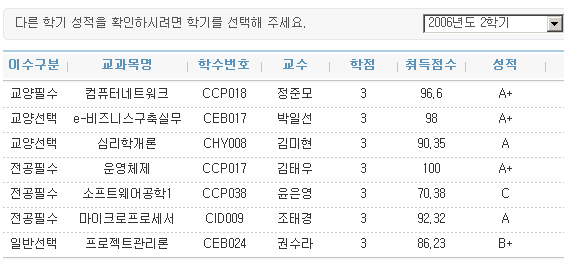 다른 학기 성적을 확인하시려면 학기를 선택해 주세요. 2006년도 2학기
이수구분 교과목명 학수번호 교수 학점 취득점수 성적
교양필수 컴퓨터네트워크 CCP018 정준모 3 96.6 A+
교양선택 e-비즈니스구축실무 CEB017 박일선 3 98 A+
교양선택 심리학개론 CHY008 김미현 3 90.35 A
전공필수 운영체제 CCP017 김태우 3 100 A+
전공필수 소프트웨어공학1 CCP038 윤은영 3 70.38 C
전공필수 마이크로프로세서 CID009 조태경 3 92.32 A
일반선택 프로젝트관리론 CEB024 권수라 3 86.23 B+